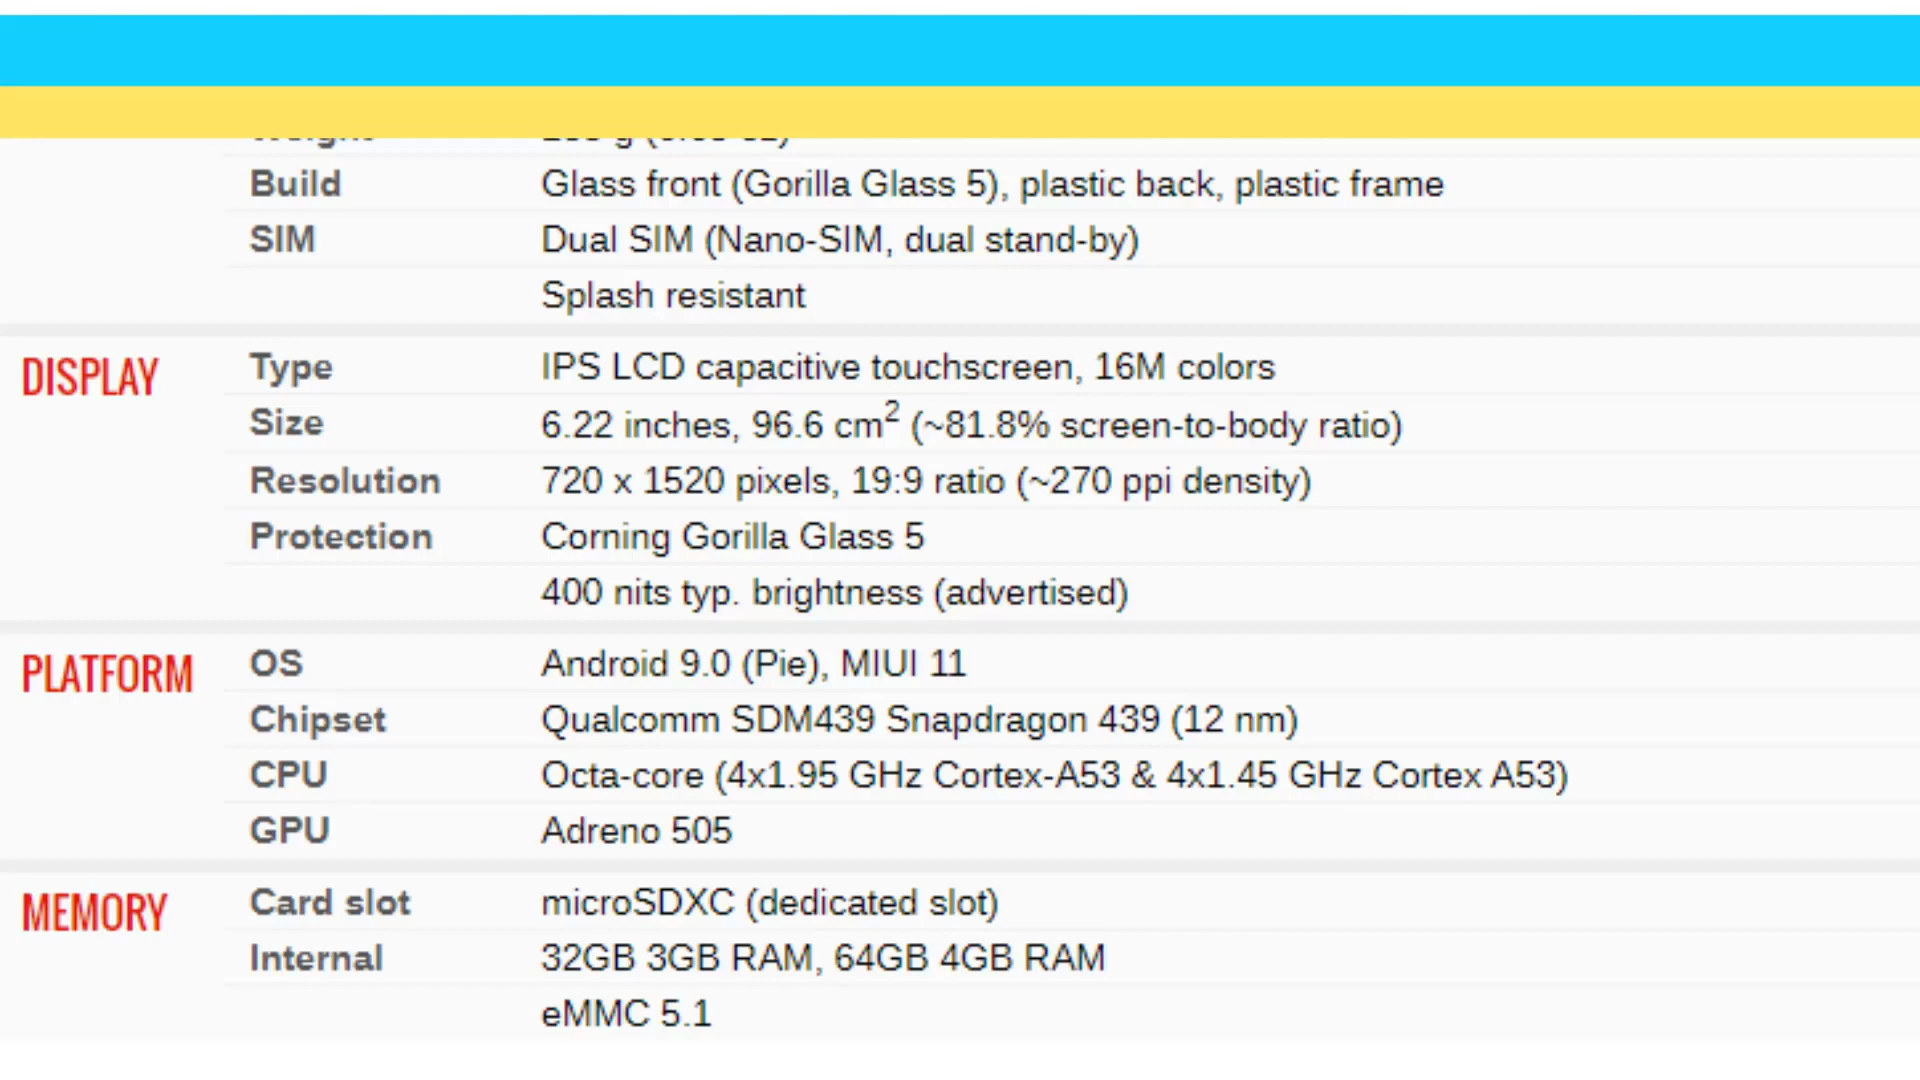 Build Glass front (Gorilla Glass 5), plastic back, plastic frame
SIM Dual SIM (Nano-SIM, dual stand-by)
Splash resistant
DISPLAY Type IPS LCD capacitive touchscreen, 16M colors
Size 6.22 inches, 96.6 cm² (~81.8% screen-to-body ratio)
Resolution 720 x 1520 pixels, 19:9 ratio (~270 ppi density)
Protection Corning Gorilla Glass 5
400 nits typ. brightness (advertised)
PLATFORM OS Android 9.0 (Pie), MIUI 11
Chipset Qualcomm SDM439 Snapdragon 439 (12 nm)
CPU Octa-core (4x1.95 GHz Cortex-A53 & 4x1.45 GHz Cortex A53)
GPU Adreno 505
MEMORY Card slot microSDXC (dedicated slot)
Internal 32GB 3GB RAM, 64GB 4GB RAM
eMMC 5.1